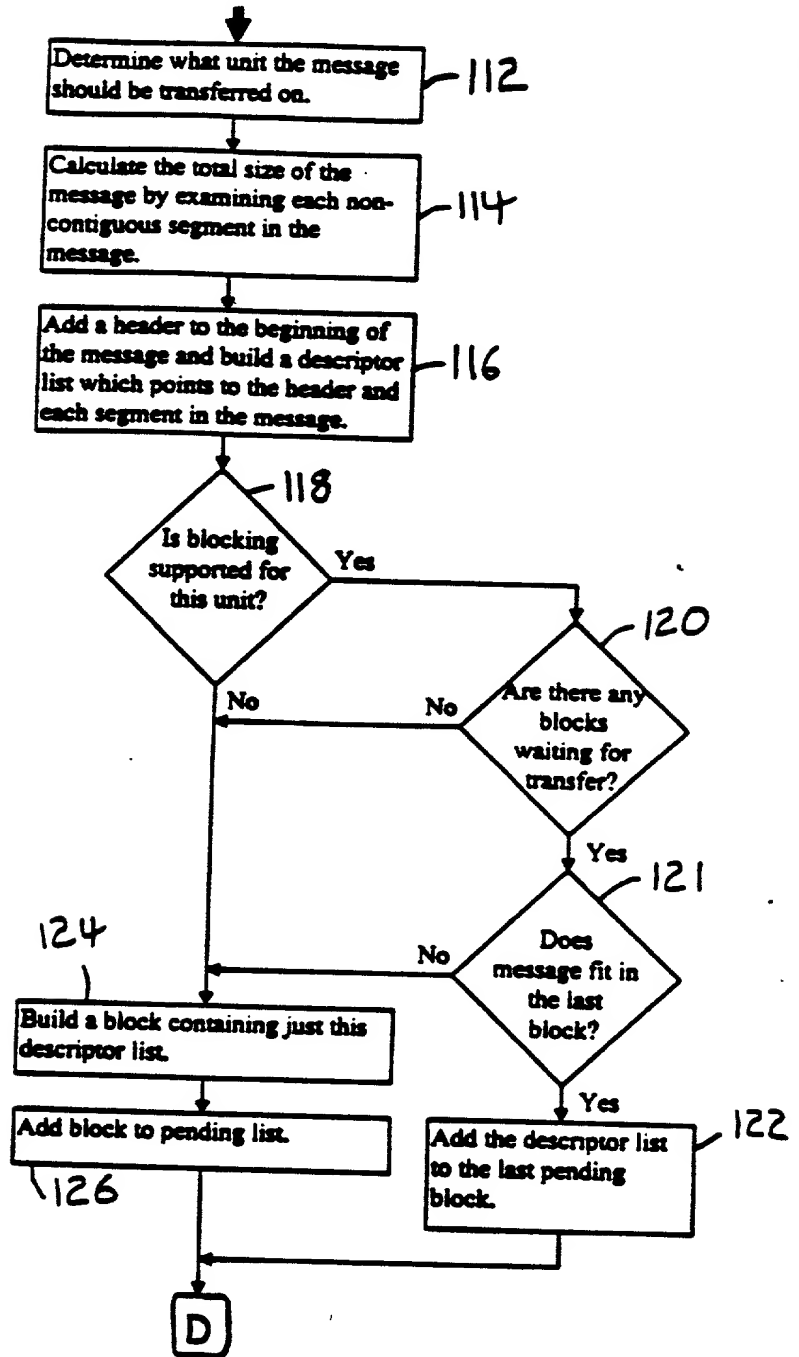 Determine what unit the message
should be transferred on.
112
Calculate the total size of the
message by examining each non-
contiguous segment in the
message.
114
Add a header to the beginning of
the message and build a descriptor
list which points to the header and
each segment in the message.
116
118
Is blocking
supported for
this unit?
Yes
No
120
Are there any
blocks
waiting for
transfer?
No
Yes
121
Does
message fit in
the last
block?
No
Yes
124
Build a block containing just this
descriptor list.
Add block to pending list.
126
Add the descriptor list
to the last pending
block.
122
D